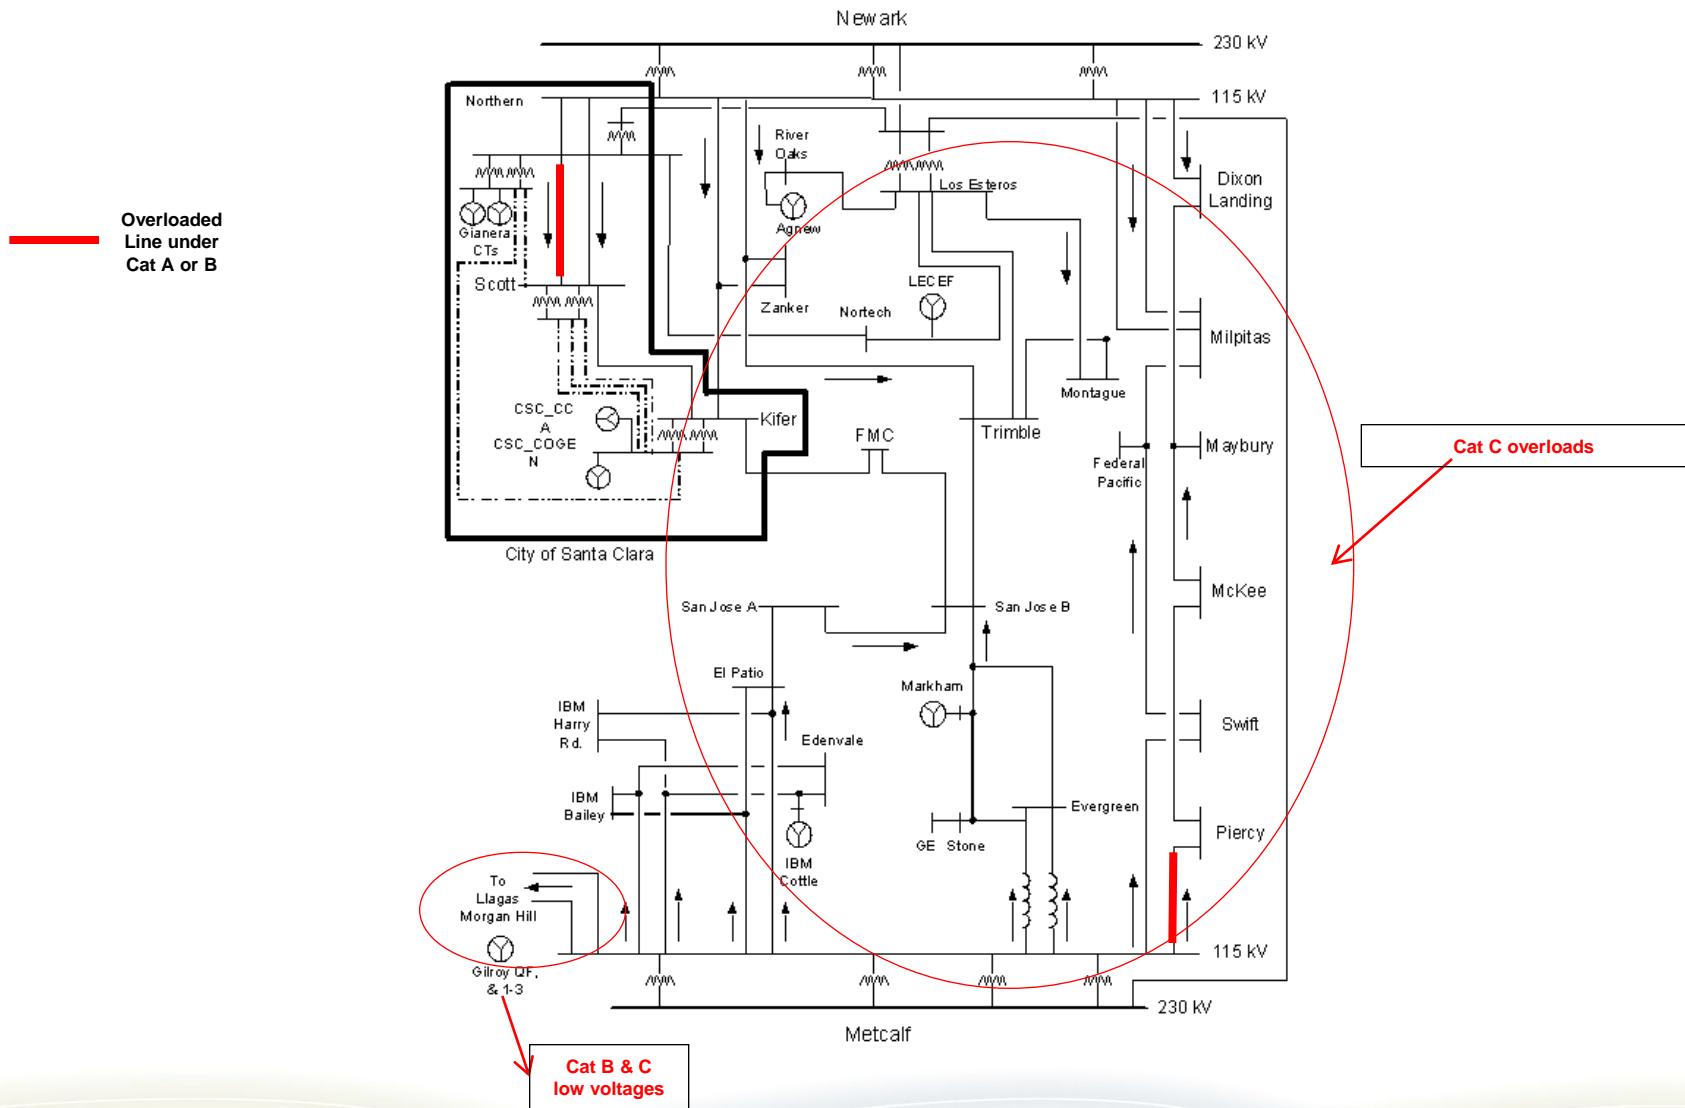 Newark
230 kV
Northern
115 kV
River
Oaks
Dixon
Landing
Los Esteros
Overloaded
Line under
Cat A or B
Gianera
CTs
Agnew
Scott
LECEF
Zanker
Nortech
Milpitas
Montague
CSC_CC
A
CSC_COGE
N
Kifer
FMC
Trimble
Federal
Pacific
Maybury
Cat C overloads
City of Santa Clara
McKee
San Jose A
San Jose B
El Patio
Markham
IBM
Harry
Rd.
Edenvale
Swift
IBM
Bailey
Evergreen
Piercy
GE Stone
IBM
Cottle
To
Llagas
Morgan Hill
Gilroy QF,
& 1-3
115 kV
230 kV
Metcalf
Cat B & C
low voltages